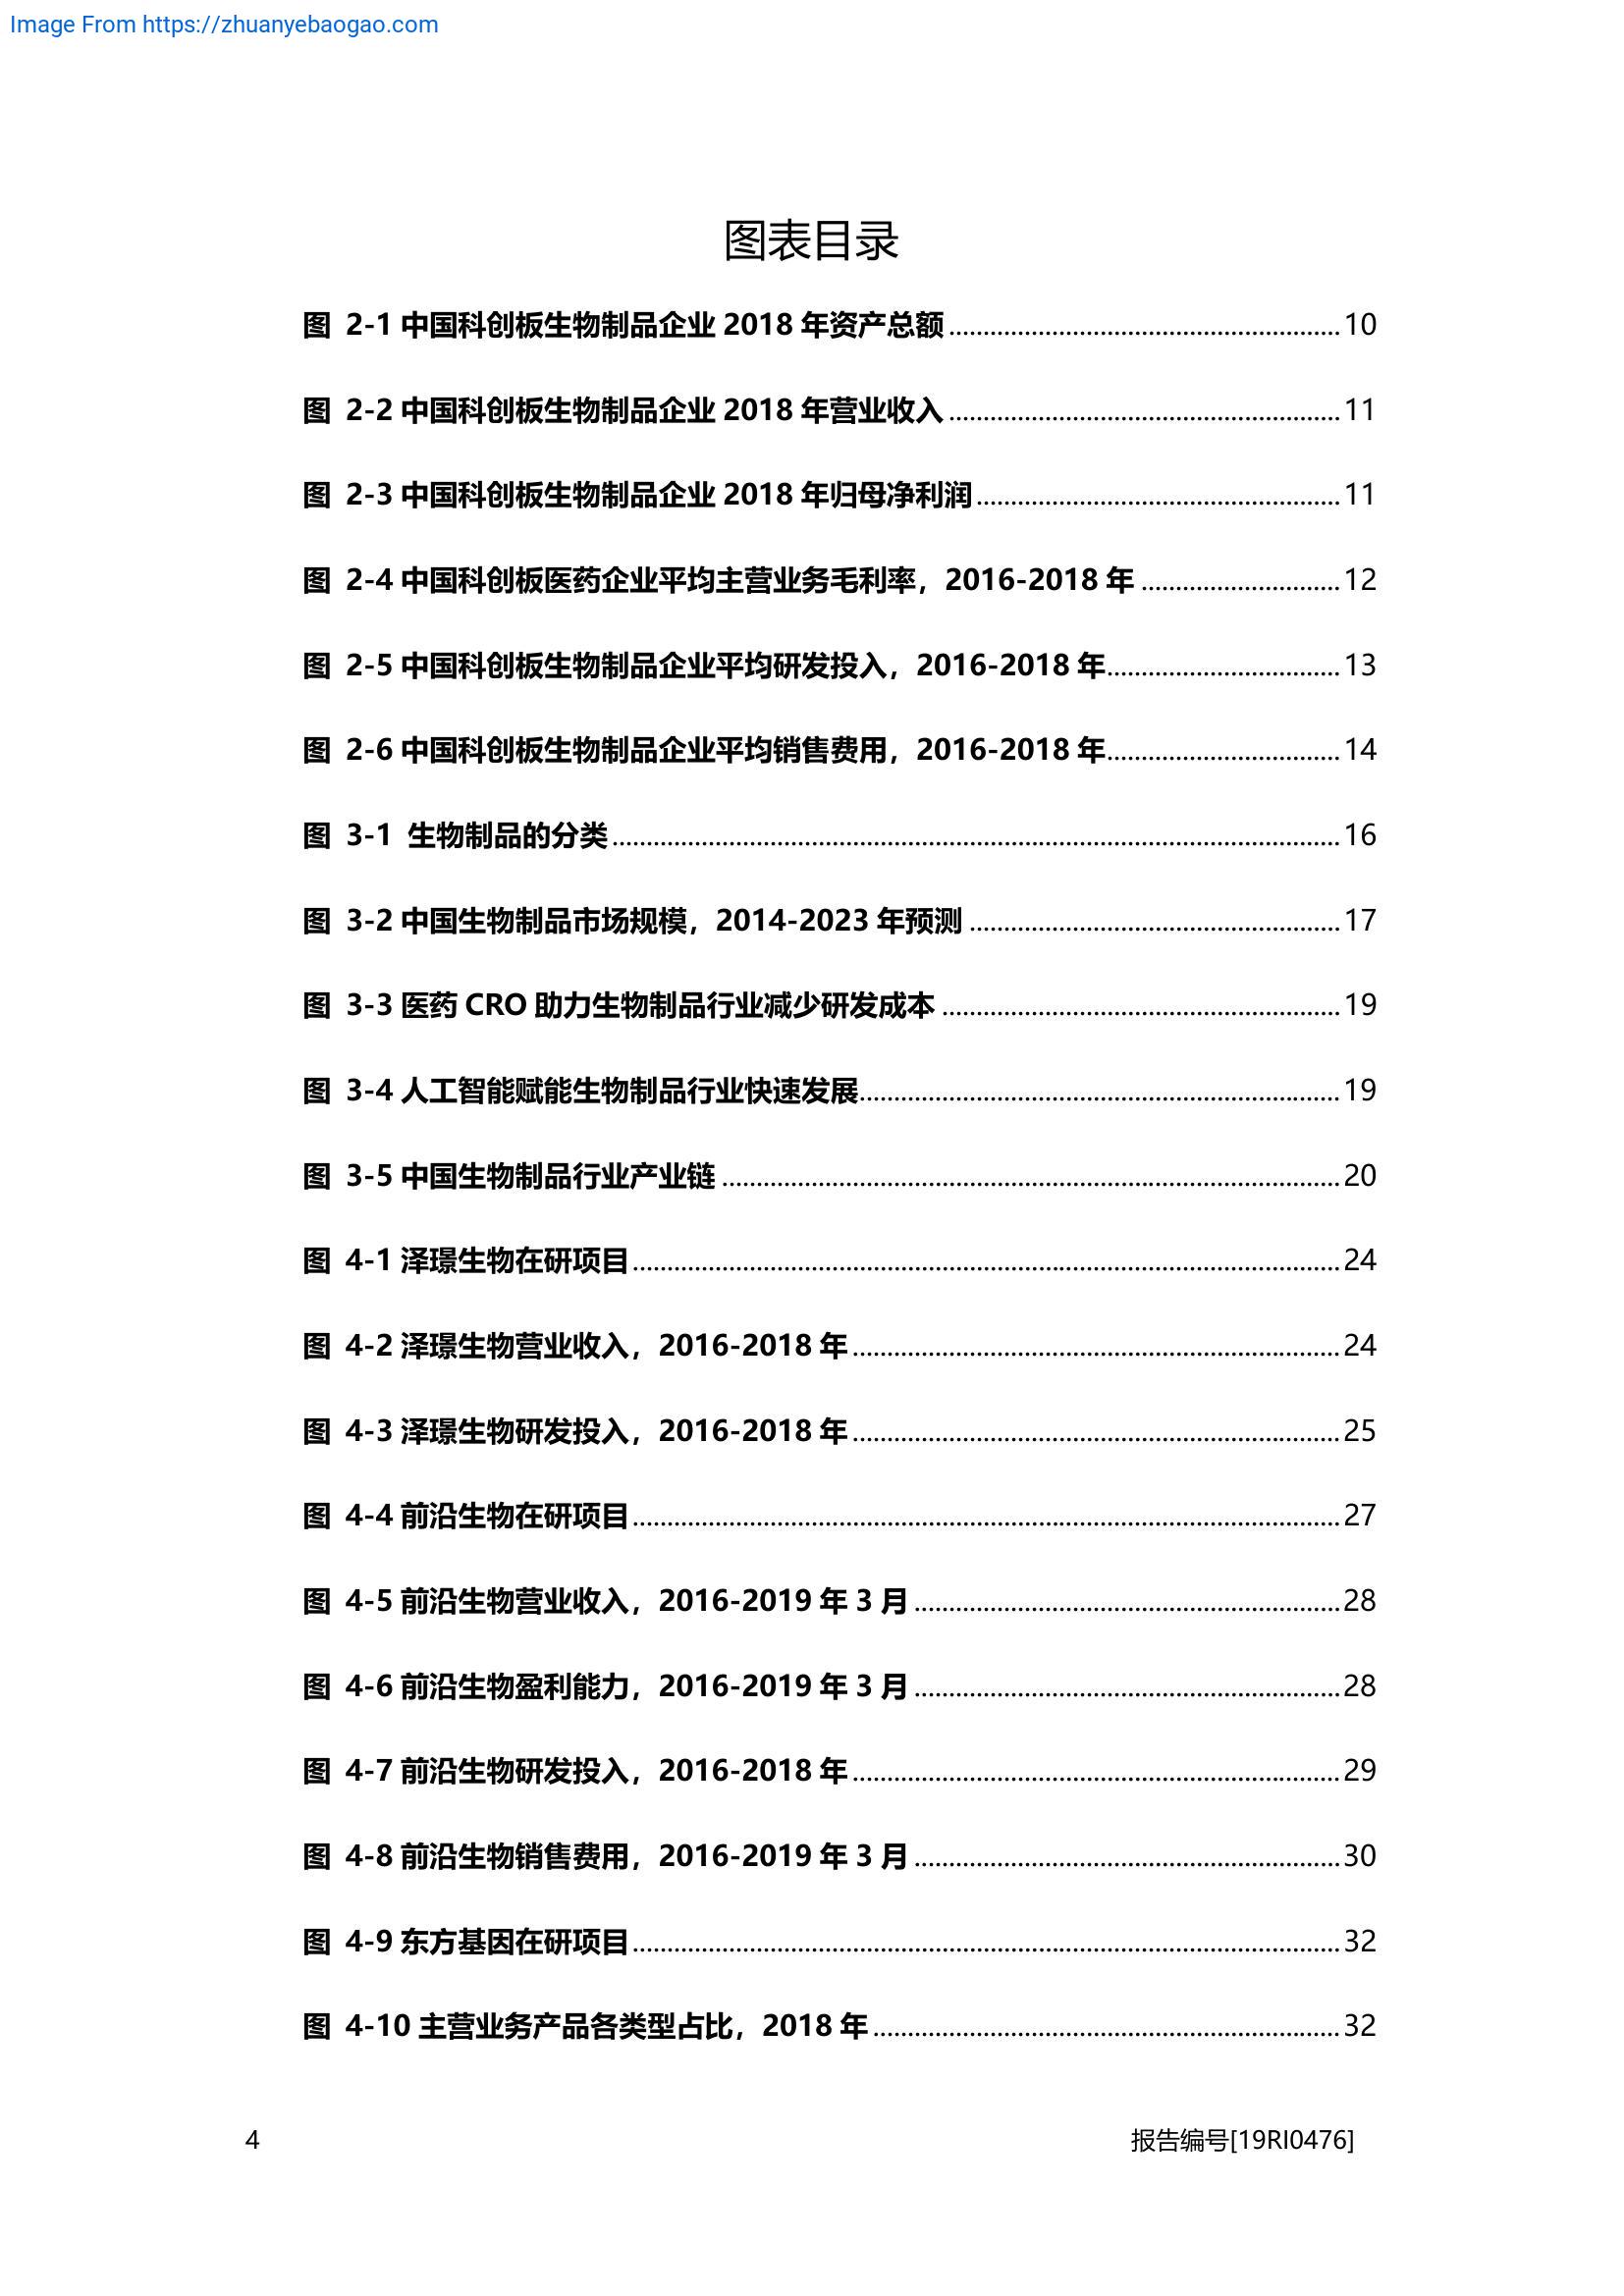 Image From https://zhuanyebaogao.com
图表目录
图 2-1 中国科创板生物制品企业 2018 年资产总额 10
图 2-2 中国科创板生物制品企业 2018 年营业收入 11
图 2-3 中国科创板生物制品企业 2018 年归母净利润 11
图 2-4 中国科创板医药企业平均主营业务毛利率，2016-2018 年 12
图 2-5 中国科创板生物制品企业平均研发投入，2016-2018 年 13
图 2-6 中国科创板生物制品企业平均销售费用，2016-2018 年 14
图 3-1 生物制品的分类 16
图 3-2 中国生物制品市场规模，2014-2023 年预测 17
图 3-3 医药 CRO 助力生物制品行业减少研发成本 19
图 3-4 人工智能赋能生物制品行业快速发展 19
图 3-5 中国生物制品行业产业链 20
图 4-1 泽璟生物在研项目 24
图 4-2 泽璟生物营业收入，2016-2018 年 24
图 4-3 泽璟生物研发投入，2016-2018 年 25
图 4-4 前沿生物在研项目 27
图 4-5 前沿生物营业收入，2016-2019 年 3 月 28
图 4-6 前沿生物盈利能力，2016-2019 年 3 月 28
图 4-7 前沿生物研发投入，2016-2018 年 29
图 4-8 前沿生物销售费用，2016-2019 年 3 月 30
图 4-9 东方基因在研项目 32
图 4-10 主营业务产品各类型占比，2018 年 32
4 报告编号[19RI0476]